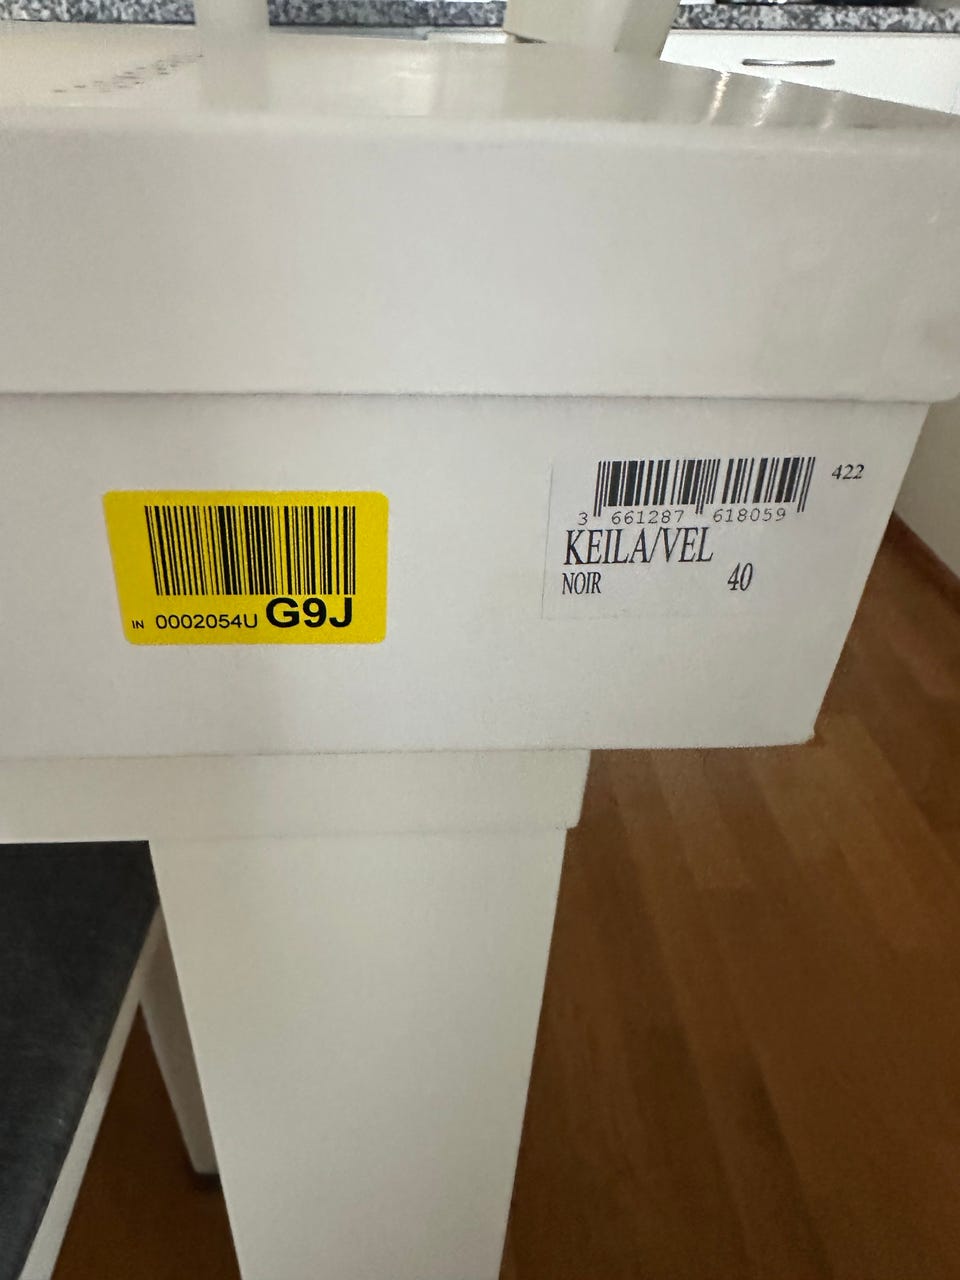 422
3 661287 618059
KEILA/VEL
NOIR 40
IN 0002054U G9J